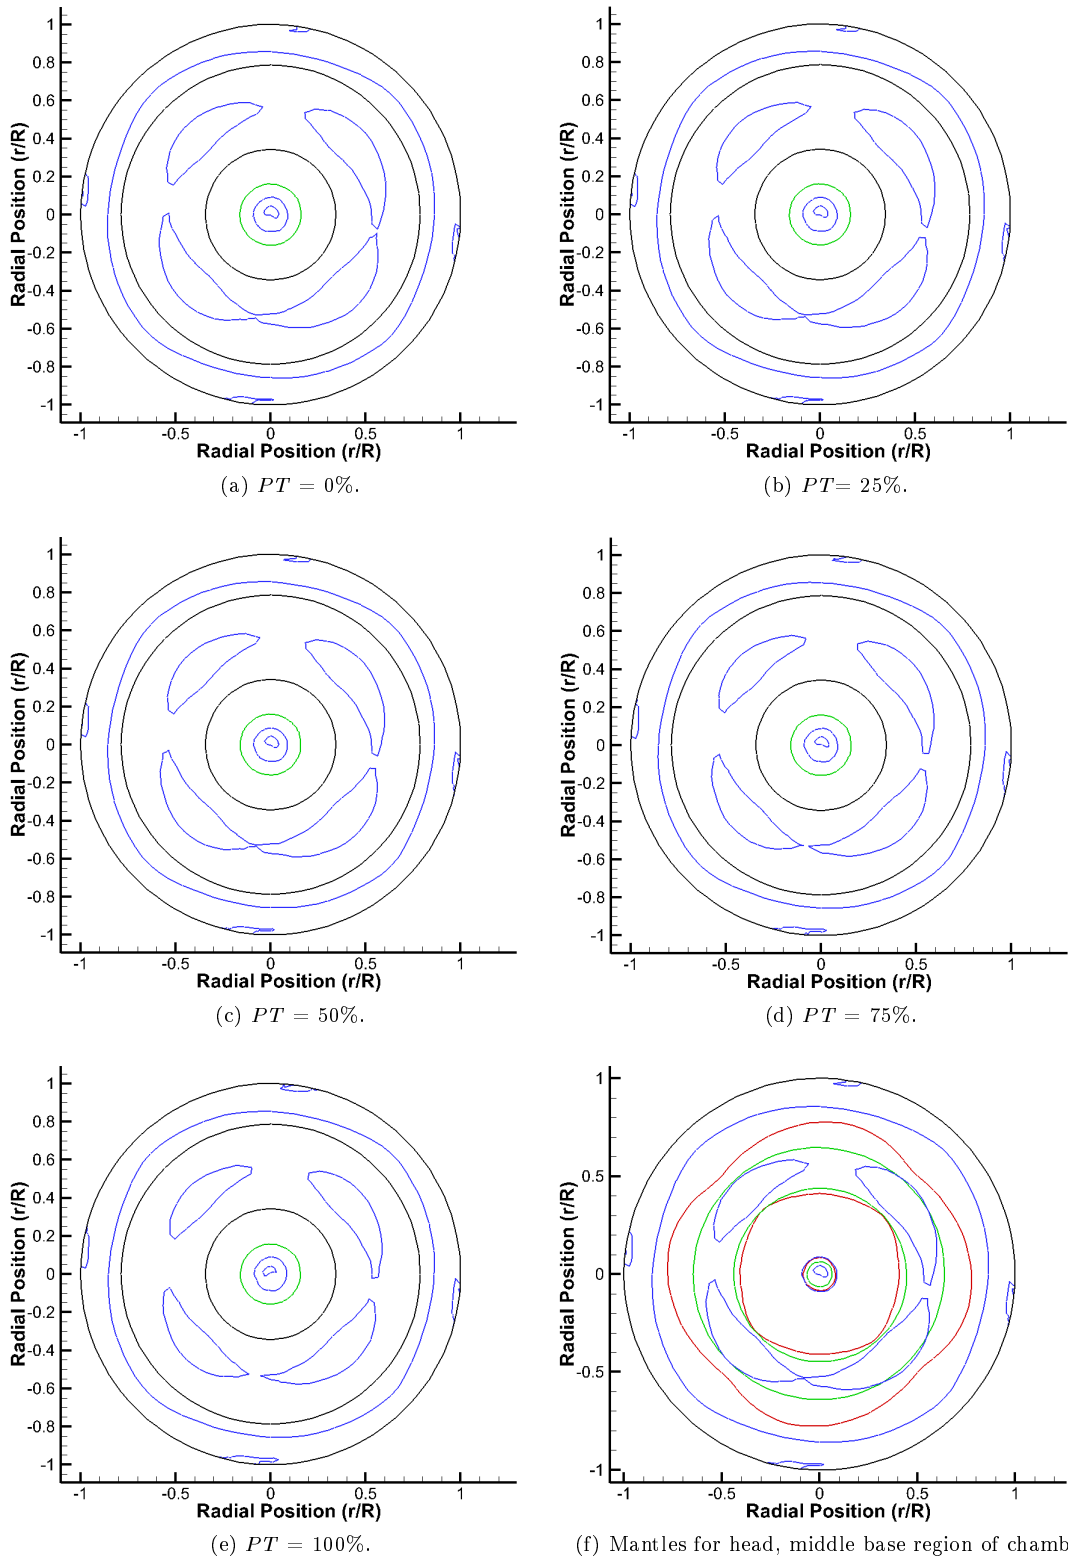 1
0.8
0.6
0.4
0.2
0
-0.2
-0.4
-0.6
-0.8
-1
Radial Position (r/R)
-1 -0.5 0 0.5 1
Radial Position (r/R)
(a) PT = 0%.
1
0.8
0.6
0.4
0.2
0
-0.2
-0.4
-0.6
-0.8
-1
Radial Position (r/R)
-1 -0.5 0 0.5 1
Radial Position (r/R)
(b) PT= 25%.
1
0.8
0.6
0.4
0.2
0
-0.2
-0.4
-0.6
-0.8
-1
Radial Position (r/R)
-1 -0.5 0 0.5 1
Radial Position (r/R)
(c) PT = 50%.
1
0.8
0.6
0.4
0.2
0
-0.2
-0.4
-0.6
-0.8
-1
Radial Position (r/R)
-1 -0.5 0 0.5 1
Radial Position (r/R)
(d) PT = 75%.
1
0.8
0.6
0.4
0.2
0
-0.2
-0.4
-0.6
-0.8
-1
Radial Position (r/R)
-1 -0.5 0 0.5 1
Radial Position (r/R)
(e) PT = 100%.
1
0.5
0
-0.5
-1
Radial Position (r/R)
-1 -0.5 0 0.5 1
Radial Position (r/R)
(f) Mantles for head, middle base region of chamb